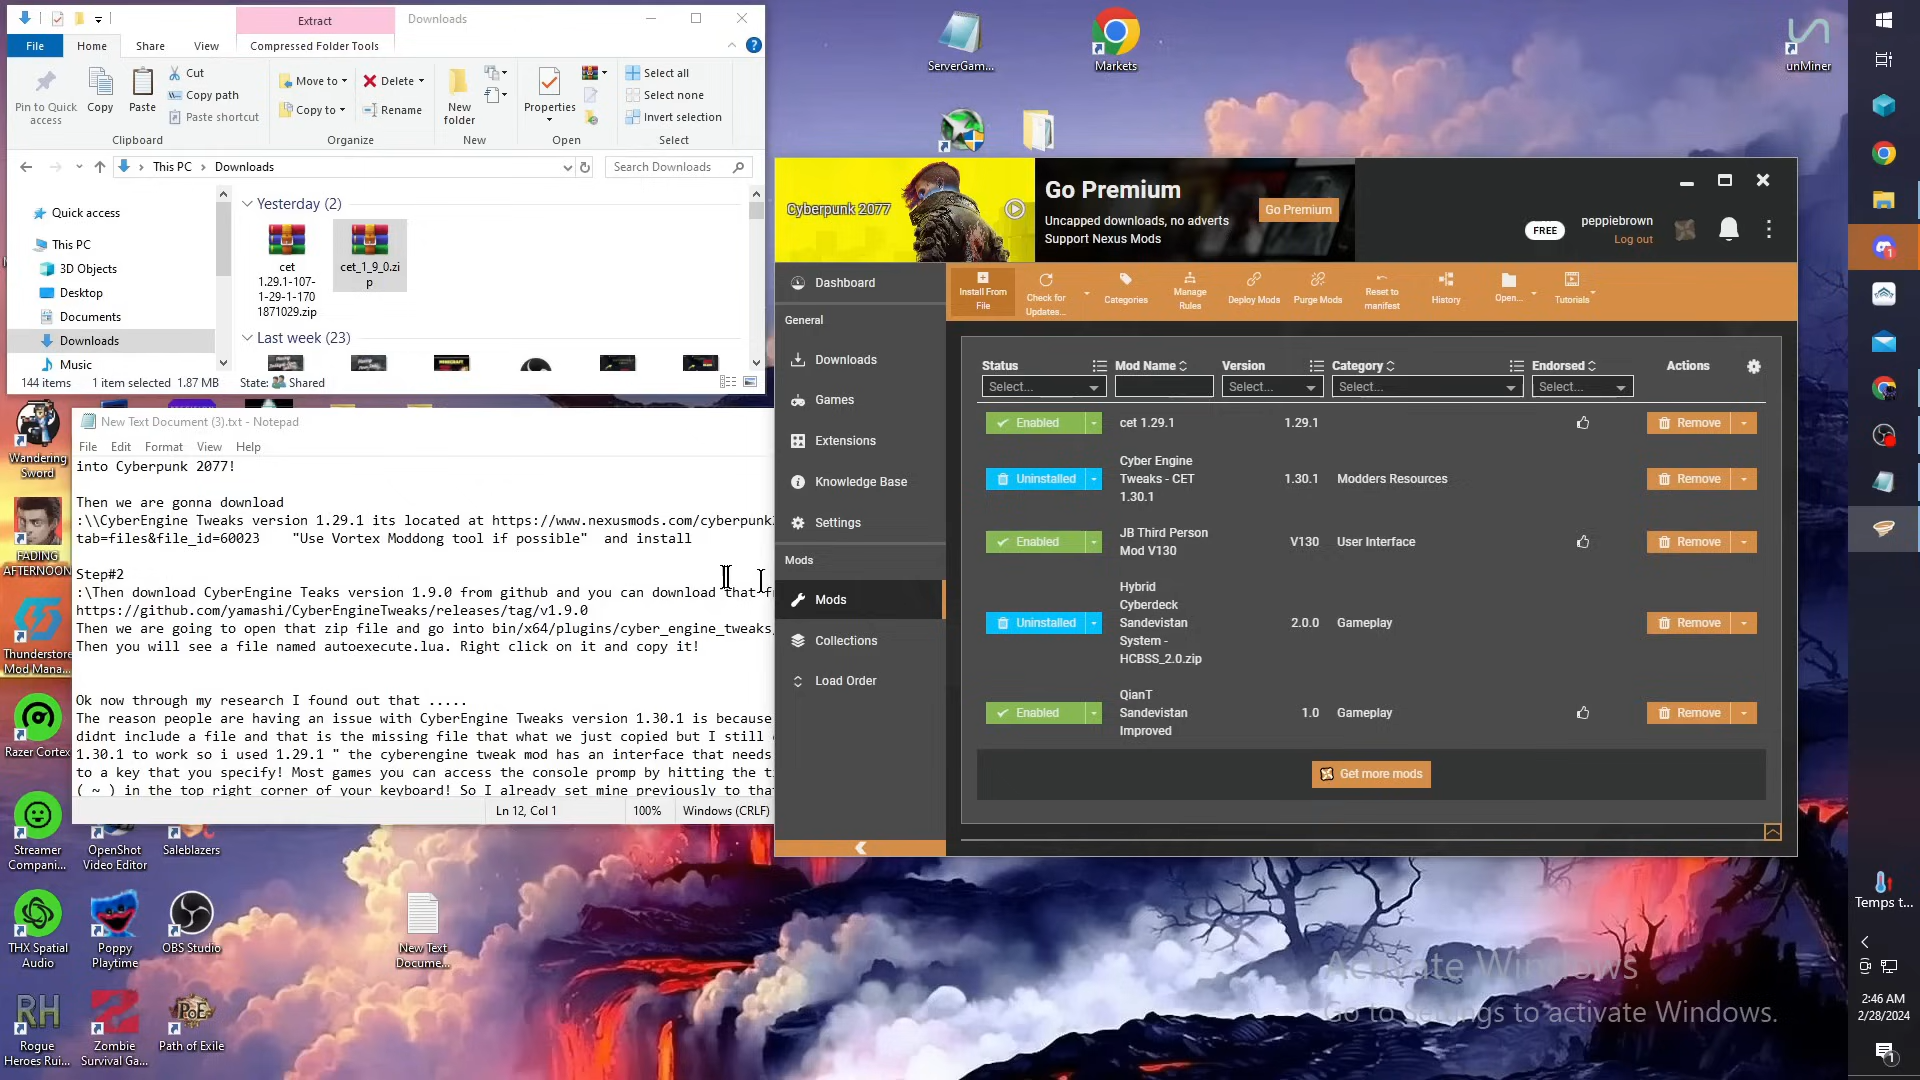 Extract
Downloads
File
Home
Share
View
Compressed Folder Tools
Pin to Quick access
Copy
Paste
Cut
Copy path
Paste shortcut
Clipboard
Move to
Copy to
Delete
Rename
Organize
New folder
New
Properties
Open
Select all
Select none
Invert selection
Select
This PC
Downloads
Search Downloads
Quick access
This PC
3D Objects
Desktop
Documents
Downloads
Music
Yesterday (2)
cet
1.29.1-107-
1-29-1-170
1871029.zip
cet_1_9_0.zi
p
Last week (23)
144 items
1 item selected 1.87 MB
State:
Shared
New Text Document (3).txt - Notepad
File
Edit
Format
View
Help
into Cyberpunk 2077!
Then we are gonna download
:\\CyberEngine Tweaks version 1.29.1 its located at https://www.nexusmods.com/cyberpunk
tab=files&file_id=60023    "Use Vortex Moddong tool if possible"  and install
Step#2
:\Then download CyberEngine Teaks version 1.9.0 from github and you can download that
https://github.com/yamashi/CyberEngineTweaks/releases/tag/v1.9.0
Then we are going to open that zip file and go into bin/x64/plugins/cyber_engine_tweaks
Then you will see a file named autoexecute.lua. Right click on it and copy it!
Ok now through my research I found out that .....
The reason people are having an issue with CyberEngine Tweaks version 1.30.1 is because
didnt include a file and that is the missing file that what we just copied but I still
1.30.1 to work so i used 1.29.1 " the cyberengine tweak mod has an interface that needs
to a key that you specify! Most games you can access the console promp by hitting the
( ~ ) in the top right corner of your keyboard! So I already set mine previously to
Ln 12, Col 1
100%
Windows (CRLF)
ServerGam...
Markets
unMiner
Cyberpunk 2077
Go Premium
Uncapped downloads, no adverts
Support Nexus Mods
Go Premium
FREE
peppiebrown
Log out
Dashboard
General
Downloads
Games
Extensions
Knowledge Base
Settings
Mods
Mods
Collections
Load Order
Install From File
Check for Updates...
Categories
Manage Rules
Deploy Mods
Purge Mods
Reset to manifest
History
Open...
Tutorials
Status
Mod Name
Version
Category
Endorsed
Actions
Select...
Select...
Select...
Select...
Enabled
cet 1.29.1
1.29.1
Remove
Uninstalled
Cyber Engine
Tweaks - CET
1.30.1
1.30.1
Modders Resources
Remove
Enabled
JB Third Person
Mod V130
V130
User Interface
Remove
Uninstalled
Hybrid
Cyberdeck
Sandevistan
System -
HCBSS_2.0.zip
2.0.0
Gameplay
Remove
Enabled
QianT
Sandevistan
Improved
1.0
Gameplay
Remove
Get more mods
Wandering Sword
FADING AFTERNOON
Thunderstore Mod Mana...
Razer Cortex
Streamer Compani...
OpenShot Video Editor
Saleblazers
THX Spatial Audio
Poppy Playtime
OBS Studio
New Text Docume...
RH
Rogue Heroes Rui...
Zombie Survival Ga...
PoE
Path of Exile
Activate Windows
Go to Settings to activate Windows.
Temps t...
2:46 AM
2/28/2024
1